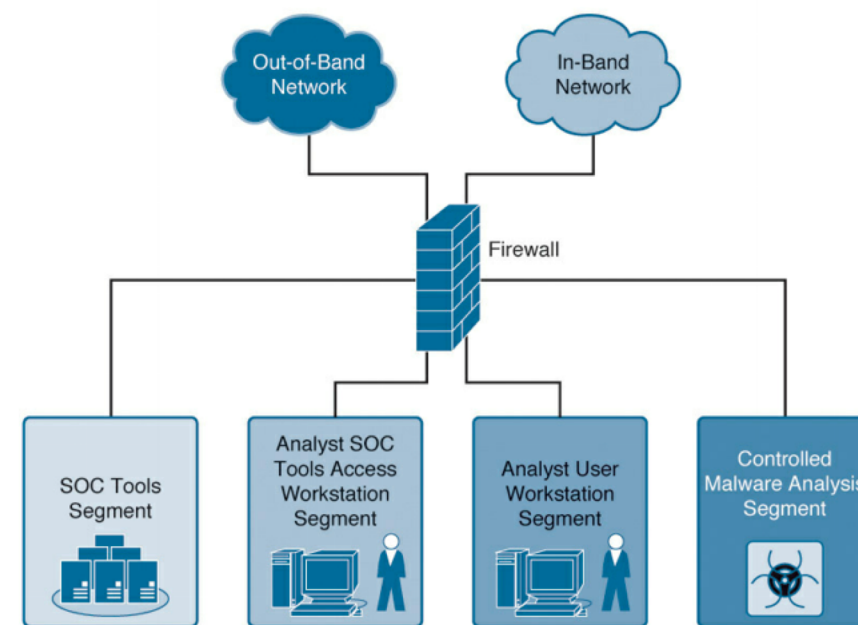 Out-of-Band
Network
In-Band
Network
Firewall
SOC Tools
Segment
Analyst SOC
Tools Access
Workstation
Segment
Analyst User
Workstation
Segment
Controlled
Malware Analysis
Segment